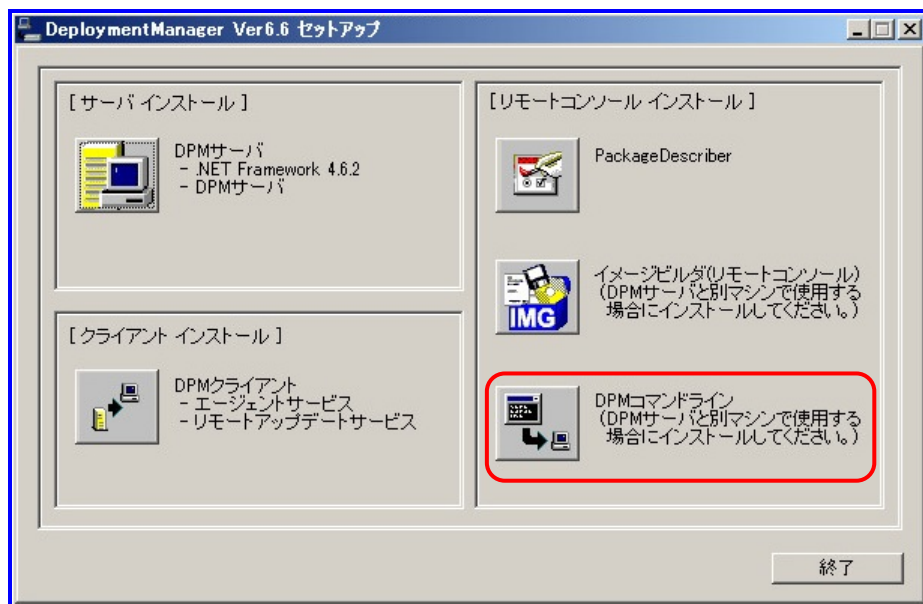 DeploymentManager Ver6.6 セットアップ
[ サーバ インストール ]
DPMサーバ
- .NET Framework 4.6.2
- DPMサーバ
[ クライアント インストール ]
DPMクライアント
- エージェントサービス
- リモートアップデートサービス
[ リモートコンソール インストール ]
PackageDescriber
IMG
イメージビルダ(リモートコンソール)
(DPMサーバと別マシンで使用する
場合にインストールしてください。)
DPMコマンドライン
(DPMサーバと別マシンで使用する
場合にインストールしてください。)
終了